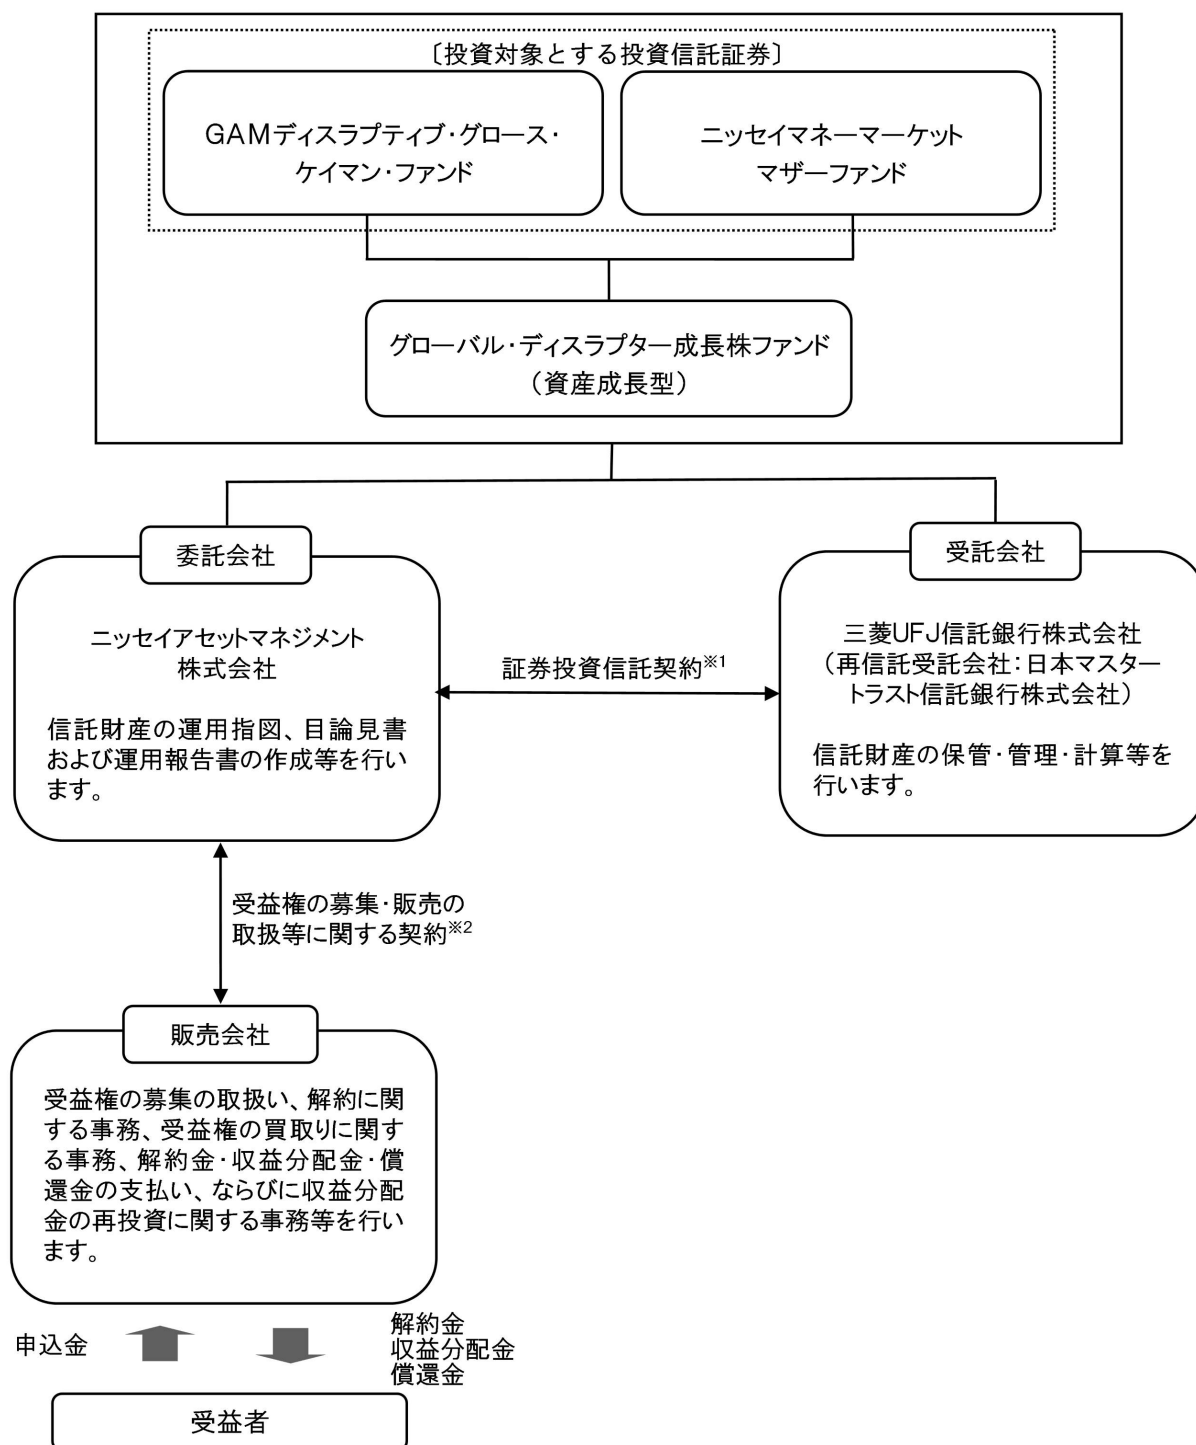 〔投資対象とする投資信託証券〕
GAMディスラプティブ・グロース・
ケイマン・ファンド
ニッセイマネーマーケット
マザーファンド
グローバル・ディスラプター成長株ファンド
（資産成長型）
委託会社
ニッセイアセットマネジメント
株式会社
信託財産の運用指図、目論見書
および運用報告書の作成等を行い
ます。
証券投資信託契約※1
受託会社
三菱UFJ信託銀行株式会社
（再信託受託会社：日本マスター
トラスト信託銀行株式会社）
信託財産の保管・管理・計算等を
行います。
受益権の募集・販売の
取扱等に関する契約※2
販売会社
受益権の募集の取扱い、解約に関
する事務、受益権の買取りに関す
る事務、解約金・収益分配金・償
還金の支払い、ならびに収益分配
金の再投資に関する事務等を行い
ます。
申込金
解約金
収益分配金
償還金
受益者